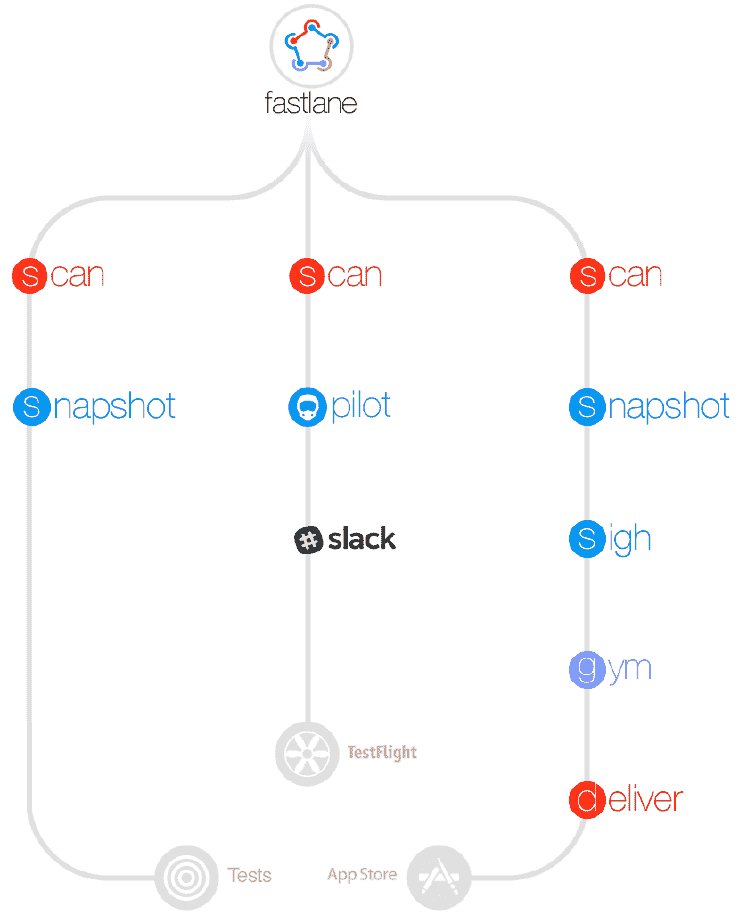 fastlane
scan
scan
scan
snapshot
pilot
snapshot
slack
sigh
gym
TestFlight
deliver
Tests
App Store